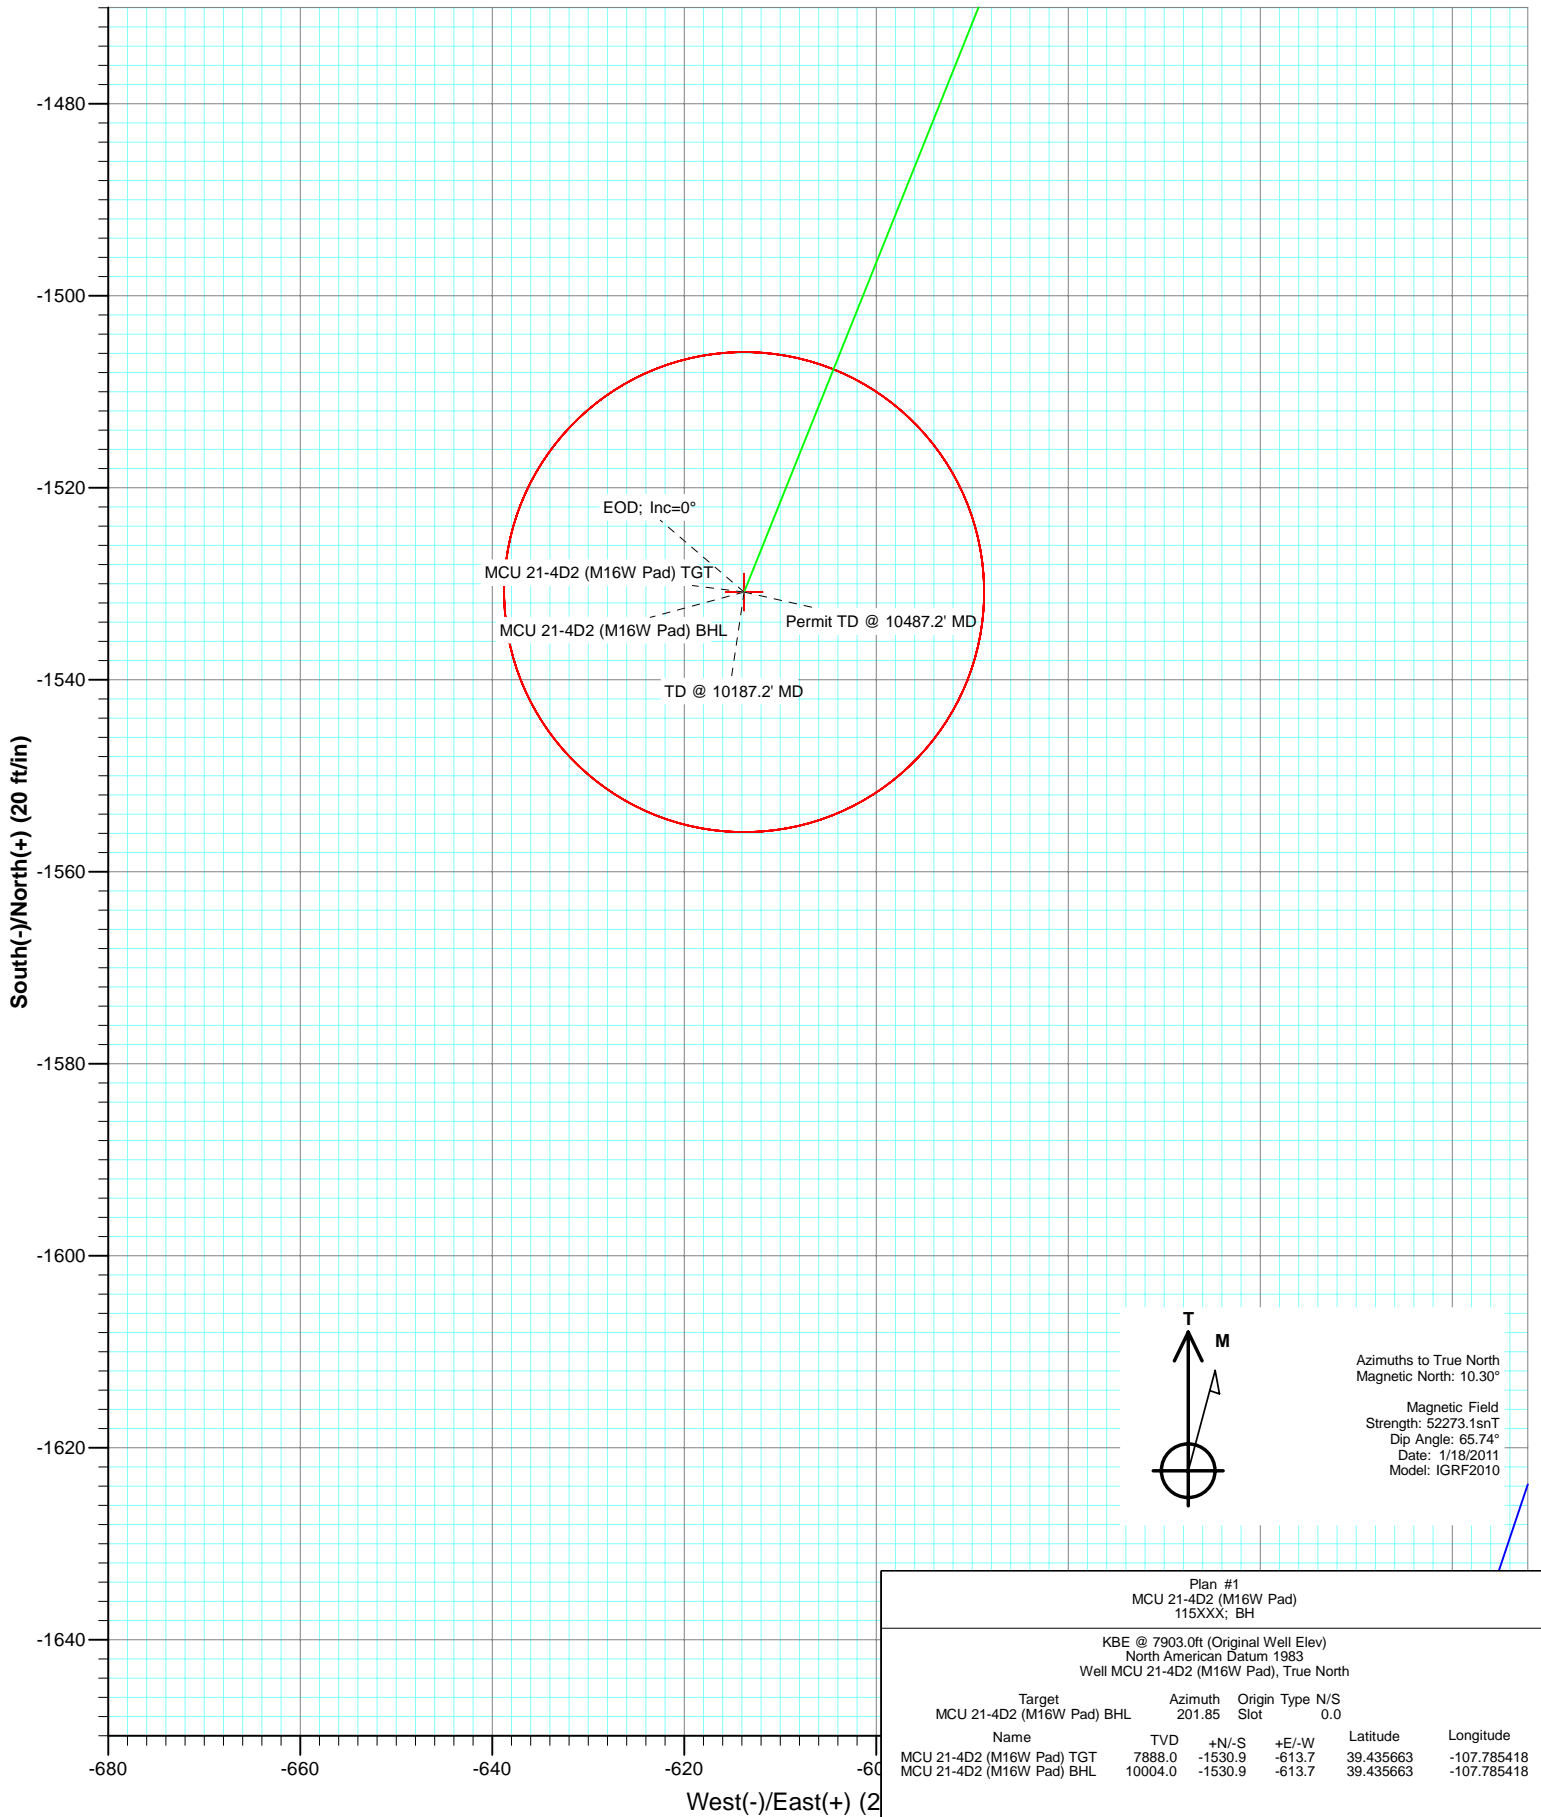 -1480
-1500
-1520
-1540
-1560
-1580
-1600
-1620
-1640
South(-)/North(+) (20 ft/in)
EOD; Inc=0°
MCU 21-4D2 (M16W Pad) TGT
MCU 21-4D2 (M16W Pad) BHL
Permit TD @ 10487.2' MD
TD @ 10187.2' MD
T
M
Azimuths to True North
Magnetic North: 10.30°
Magnetic Field
Strength: 52273.1snT
Dip Angle: 65.74°
Date: 1/18/2011
Model: IGRF2010
Plan #1
MCU 21-4D2 (M16W Pad)
115XXX; BH
KBE @ 7903.0ft (Original Well Elev)
North American Datum 1983
Well MCU 21-4D2 (M16W Pad), True North
Target Azimuth Origin Type N/S
MCU 21-4D2 (M16W Pad) BHL 201.85 Slot 0.0
Name TVD +N/-S +E/-W Latitude Longitude
MCU 21-4D2 (M16W Pad) TGT 7888.0 -1530.9 -613.7 39.435663 -107.785418
MCU 21-4D2 (M16W Pad) BHL 10004.0 -1530.9 -613.7 39.435663 -107.785418
-680 -660 -640 -620 -60
West(-)/East(+) (2